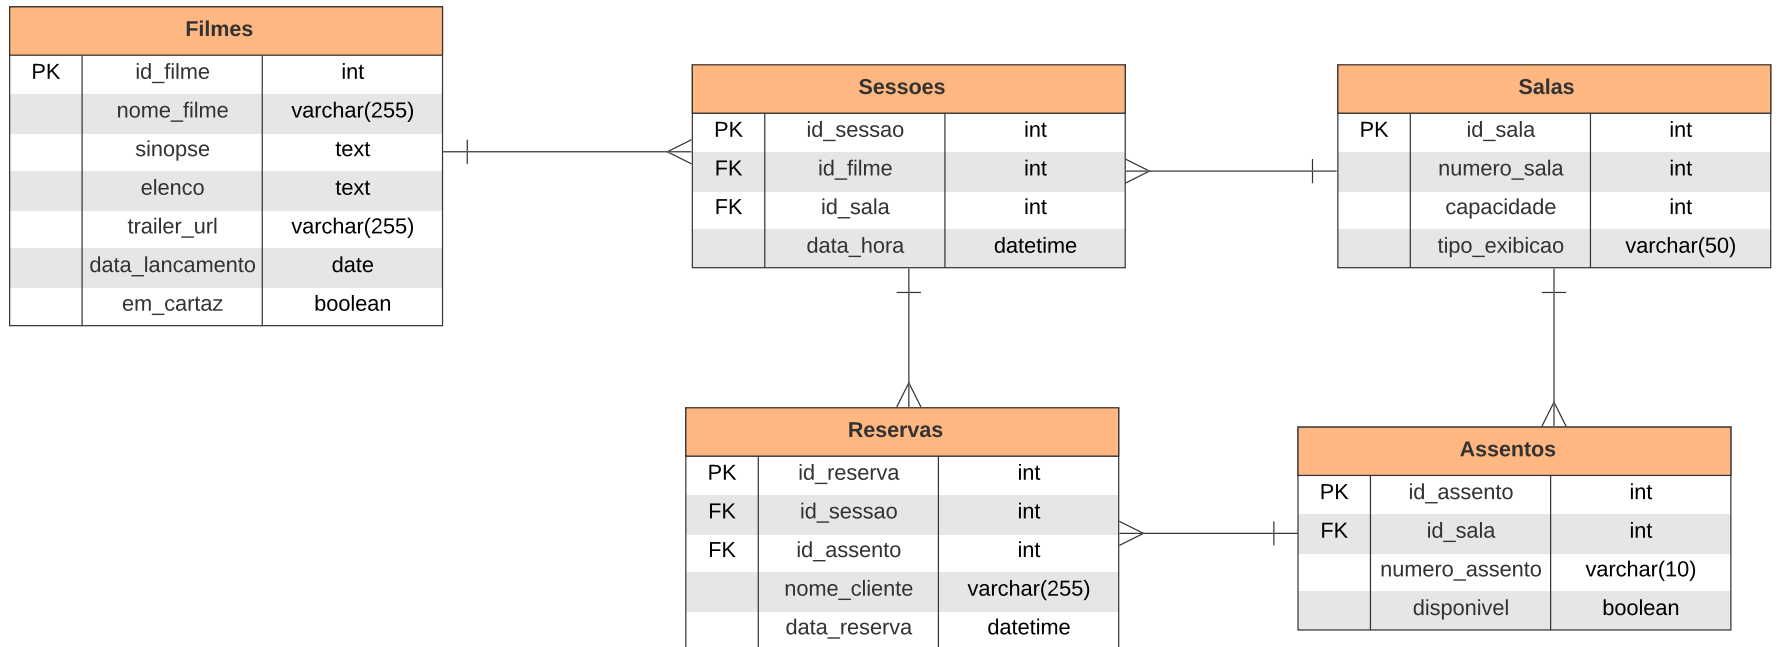 Filmes
PK id_filme int
nome_filme varchar(255)
sinopse text
elenco text
trailer_url varchar(255)
data_lancamento date
em_cartaz boolean
Sessoes
PK id_sessao int
FK id_filme int
FK id_sala int
data_hora datetime
Salas
PK id_sala int
numero_sala int
capacidade int
tipo_exibicao varchar(50)
Reservas
PK id_reserva int
FK id_sessao int
FK id_assento int
nome_cliente varchar(255)
data_reserva datetime
Assentos
PK id_assento int
FK id_sala int
numero_assento varchar(10)
disponivel boolean